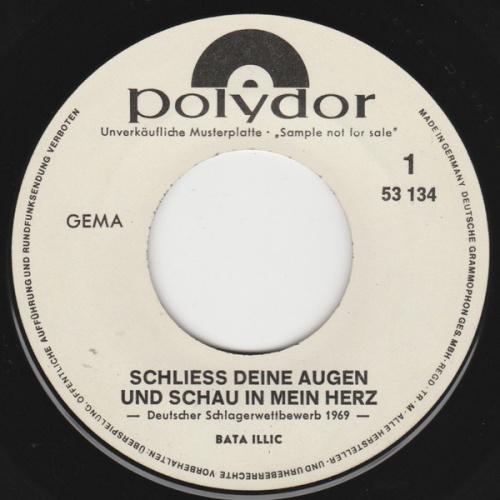 polydor
Unverkäufliche Musterplatte · „Sample not for sale"
1
53 134
GEMA
SCHLIESS DEINE AUGEN
UND SCHAU IN MEIN HERZ
— Deutscher Schlagerwettbewerb 1969 —
BATA ILLIC
MADE IN GERMANY · DEUTSCHE GRAMMOPHON GES. MBH · REGD. TR. M. · ALLE HERSTELLER- UND URHEBERRECHTE VORBEHALTEN: ÜBERSPIELUNG, ÖFFENTLICHE AUFFÜHRUNG UND RUNDFUNKSENDUNG VERBOTEN